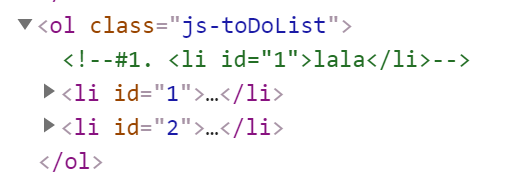 ▼<ol class="js-toDoList">
<!--#1. <li id="1">lala</li>-->
▶<li id="1">…</li>
▶<li id="2">…</li>
</ol>